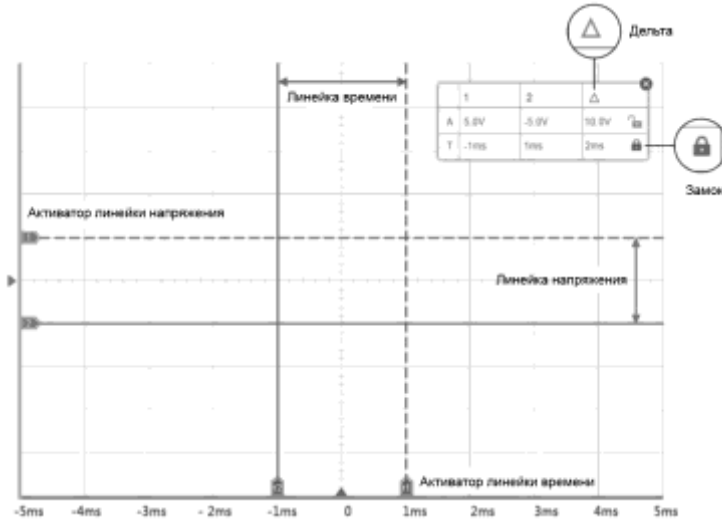 Дельта
Линейка времени
1 2 △
A 5.0V -5.0V 10.0V
T -1ms 1ms 2ms
Замок
Активатор линейки напряжения
Линейка напряжения
Активатор линейки времени
-5ms -4ms -3ms - 2ms -1ms 0 1ms 2ms 3ms 4ms 5ms